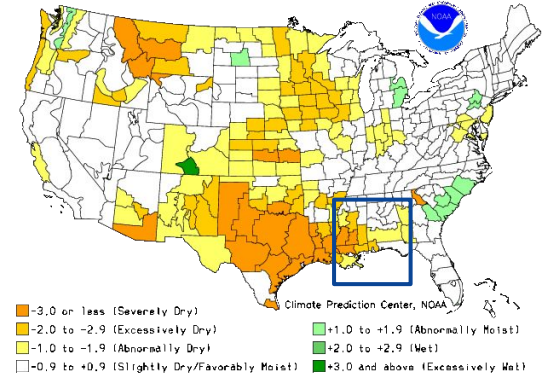 NOAA
Climate Prediction Center, NOAA
-3.0 or less (Severely Dry)
-2.0 to -2.9 (Excessively Dry)
-1.0 to -1.9 (Abnormally Dry)
-0.9 to +0.9 (Slightly Dry/Favorably Moist)
+1.0 to +1.9 (Abnormally Moist)
+2.0 to +2.9 (Wet)
+3.0 and above (Excessively Wet)